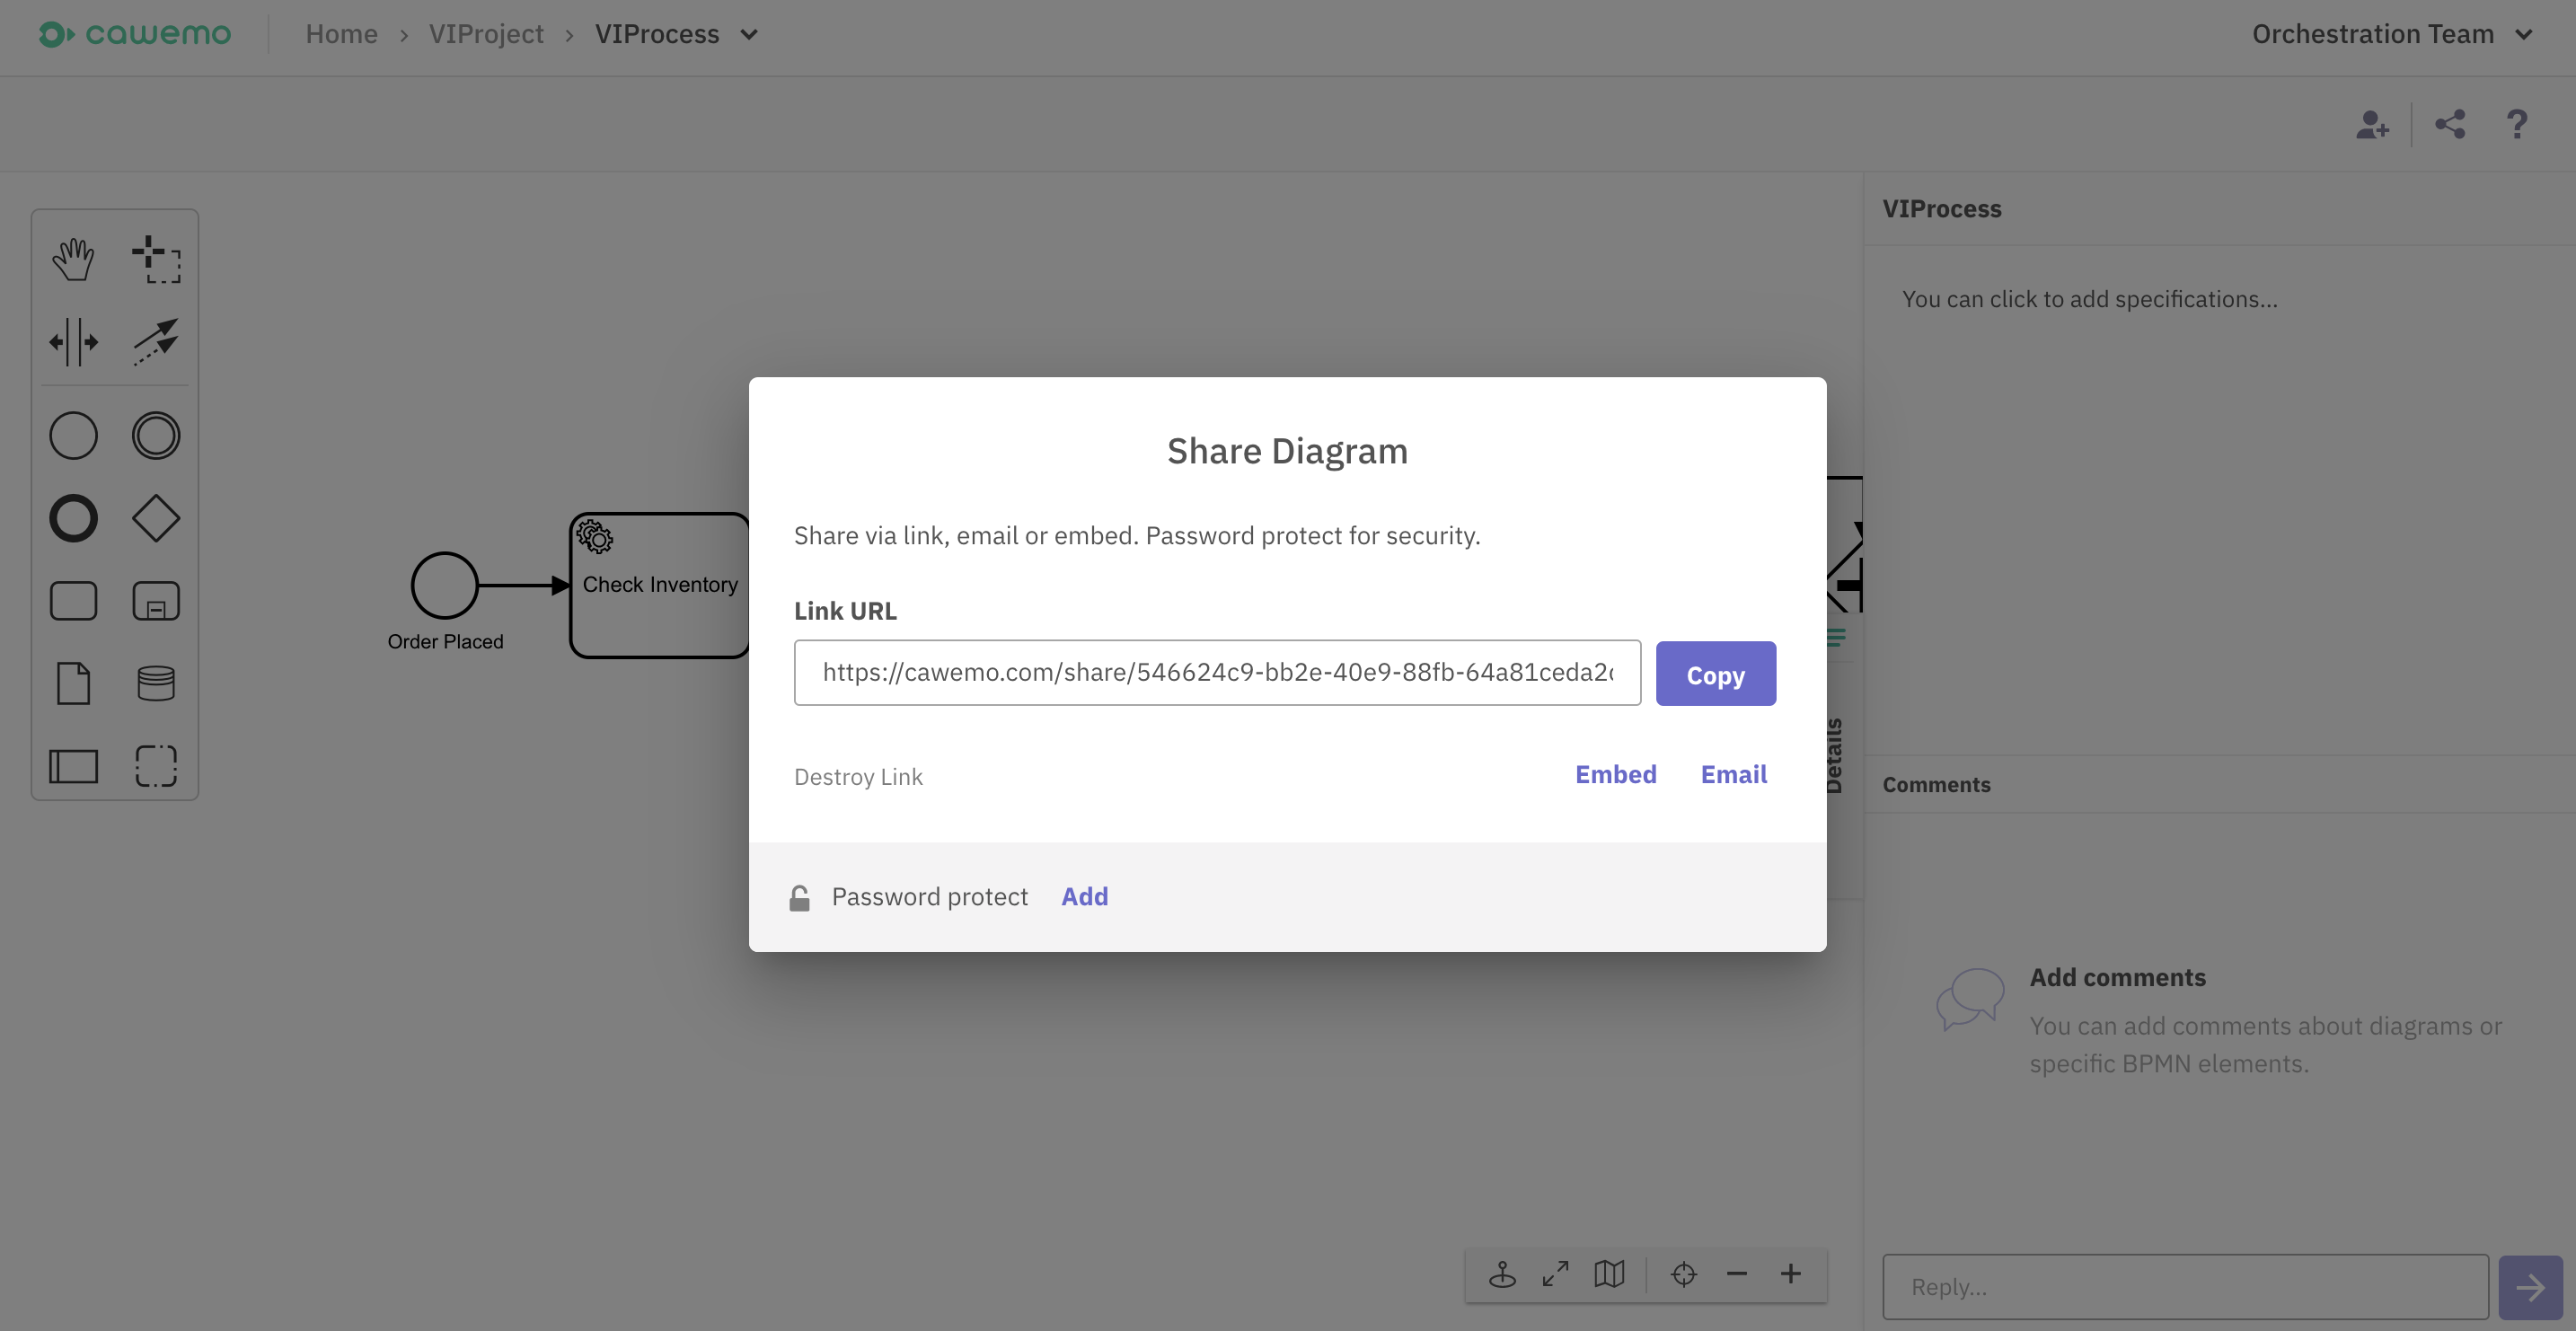 cawemo
Home > VIProject > VIProcess
Orchestration Team
?
VIProcess
You can click to add specifications...
Order Placed
Check Inventory
Share Diagram
Share via link, email or embed. Password protect for security.
Link URL
https://cawemo.com/share/546624c9-bb2e-40e9-88fb-64a81ceda2
Copy
Destroy Link
Embed
Email
Password protect
Add
Details
Comments
Add comments
You can add comments about diagrams or
specific BPMN elements.
Reply...